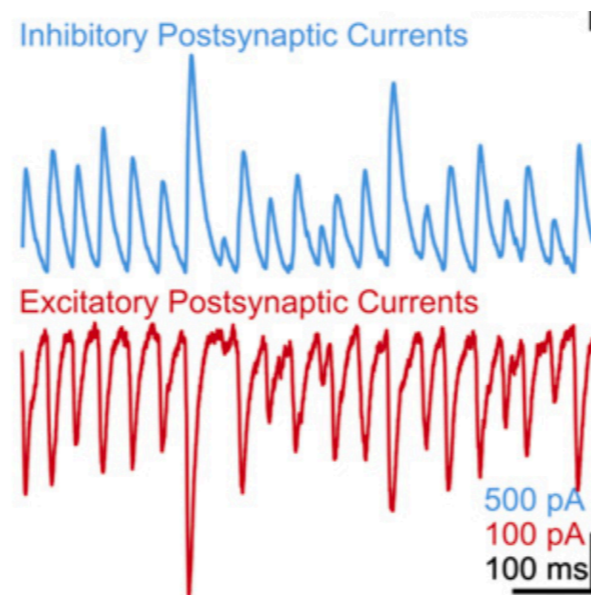 Inhibitory Postsynaptic Currents
Excitatory Postsynaptic Currents
500 pA
100 pA
100 ms